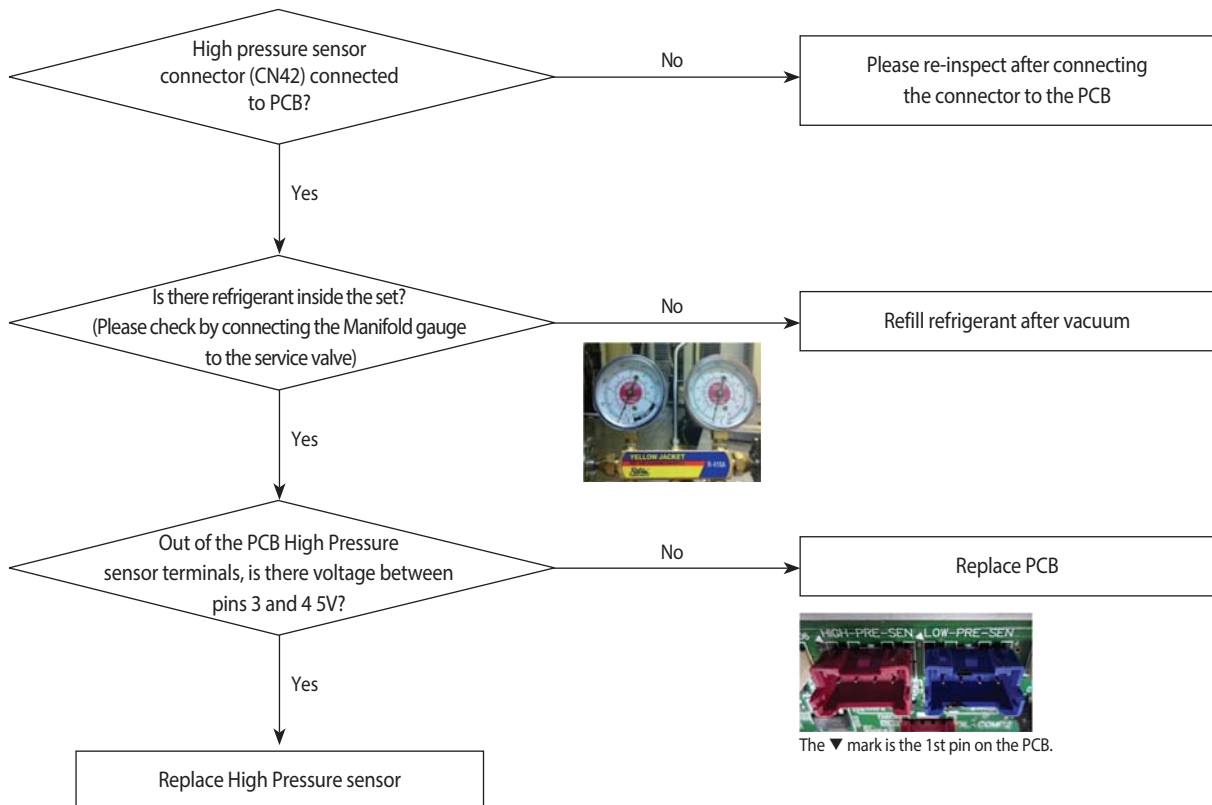 High pressure sensor
connector (CN42) connected
to PCB?
No
Please re-inspect after connecting
the connector to the PCB
Yes
Is there refrigerant inside the set?
(Please check by connecting the Manifold gauge
to the service valve)
No
Refill refrigerant after vacuum
YELLOW JACKET
R-410A
Yes
Out of the PCB High Pressure
sensor terminals, is there voltage between
pins 3 and 4 5V?
No
Replace PCB
HIGH-PRE-SEN LOW-PRE-SEN
The ▼ mark is the 1st pin on the PCB.
Yes
Replace High Pressure sensor